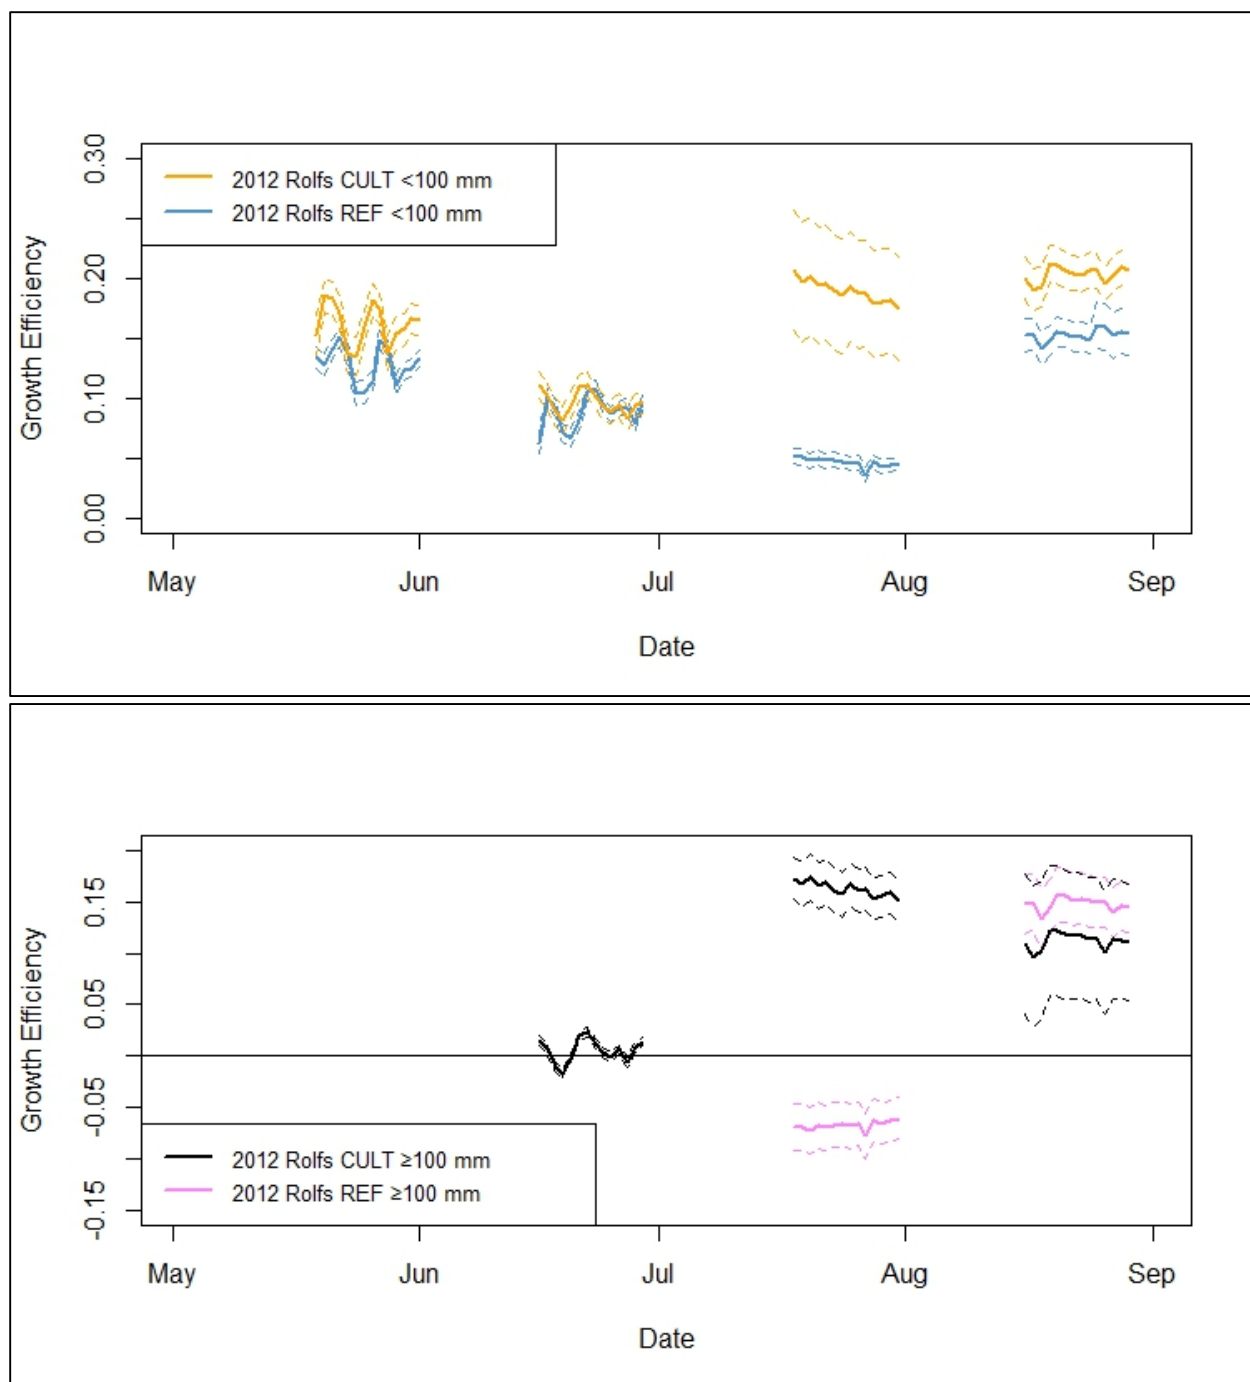 0.30
0.20
0.10
0.00
Growth Efficiency
2012 Rolfs CULT <100 mm
2012 Rolfs REF <100 mm
May Jun Jul Aug Sep
Date
0.15
0.05
-0.05
-0.15
Growth Efficiency
2012 Rolfs CULT ≥100 mm
2012 Rolfs REF ≥100 mm
May Jun Jul Aug Sep
Date